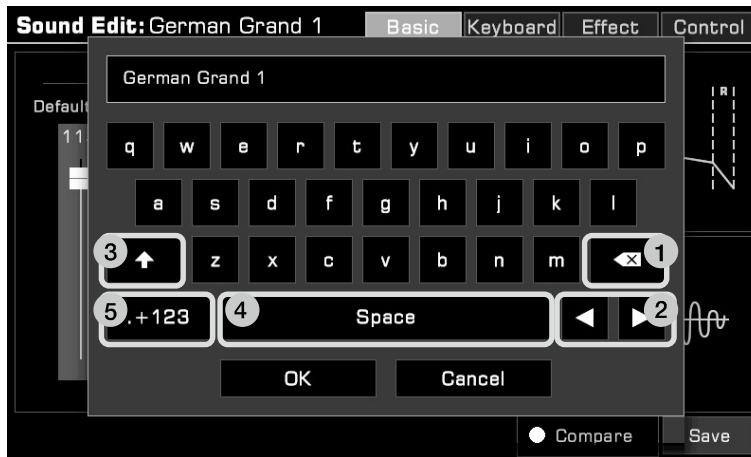 Sound Edit: German Grand 1 Basic Keyboard Effect Control
German Grand 1
R
Default
11
q w e r t y u i o p
a s d f g h j k l
3 z x c v b n m 1
5 .+123 4 Space 2
OK Cancel
Compare Save